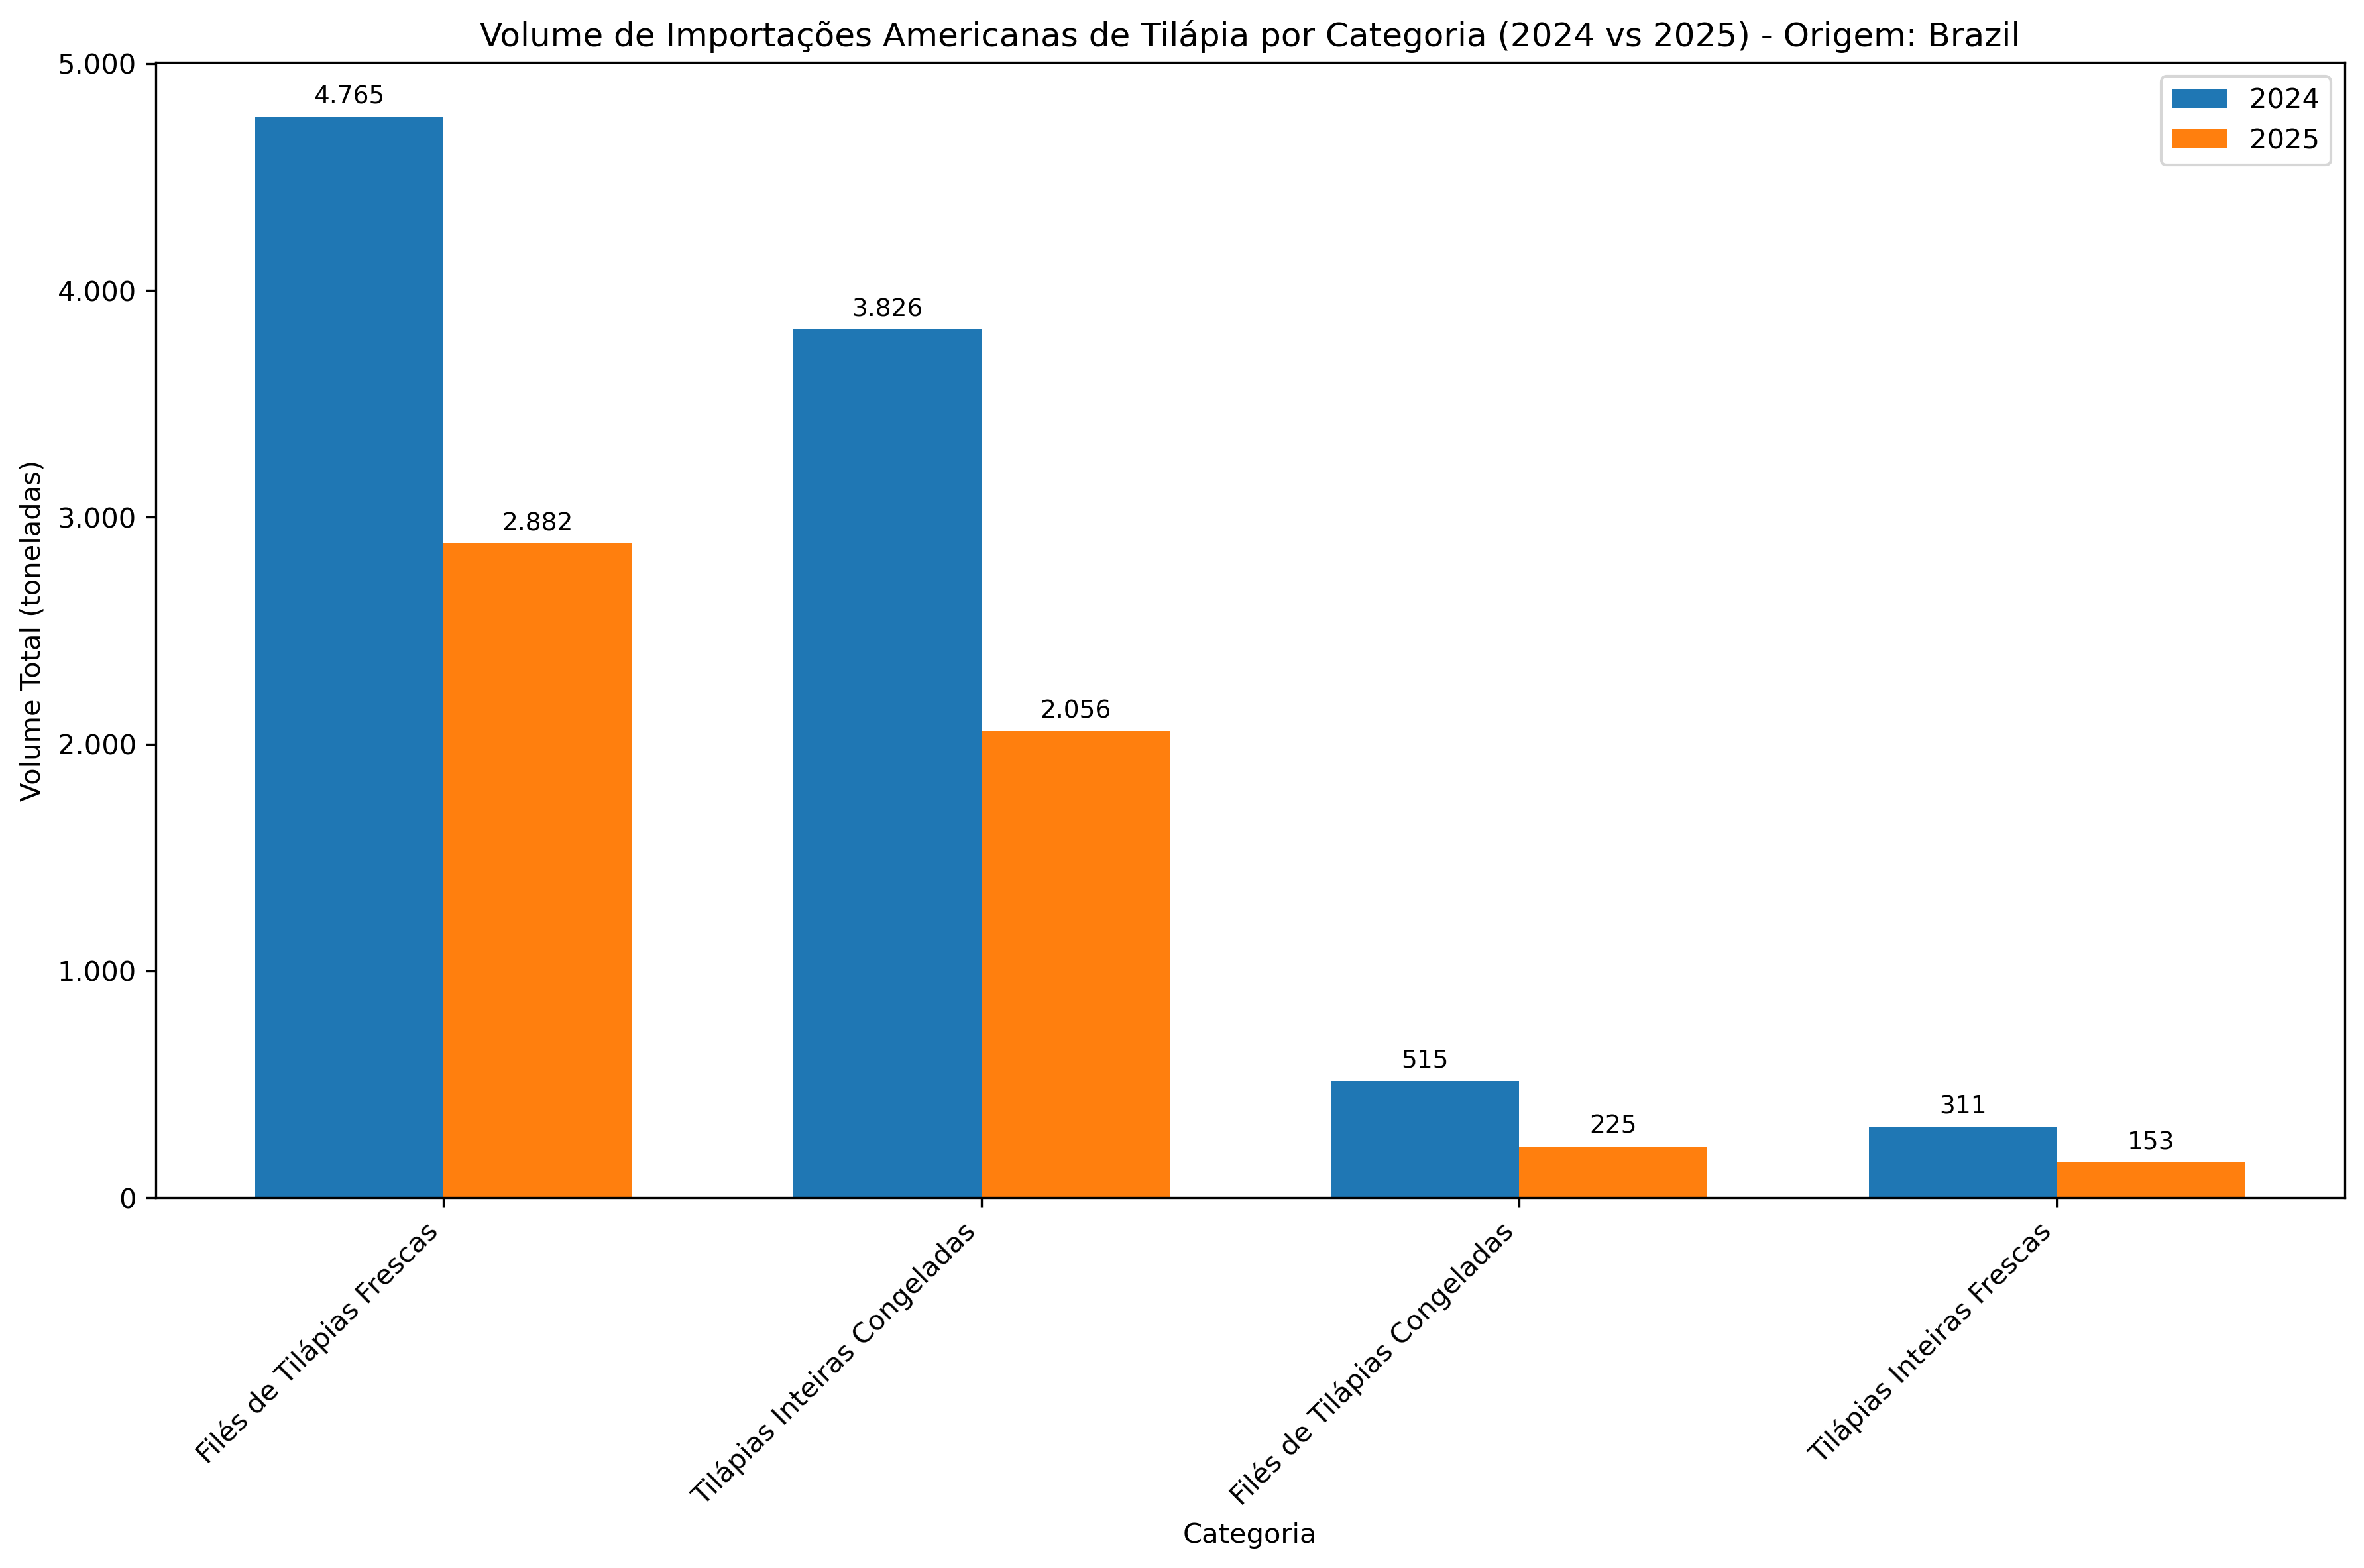 Volume de Importações Americanas de Tilápia por Categoria (2024 vs 2025) - Origem: Brazil
2024
2025
Volume Total (toneladas)
5.000
4.000
3.000
2.000
1.000
0
4.765
2.882
3.826
2.056
515
225
311
153
Filés de Tilápias Frescas
Tilápias Inteiras Congeladas
Filés de Tilápias Congeladas
Tilápias Inteiras Frescas
Categoria